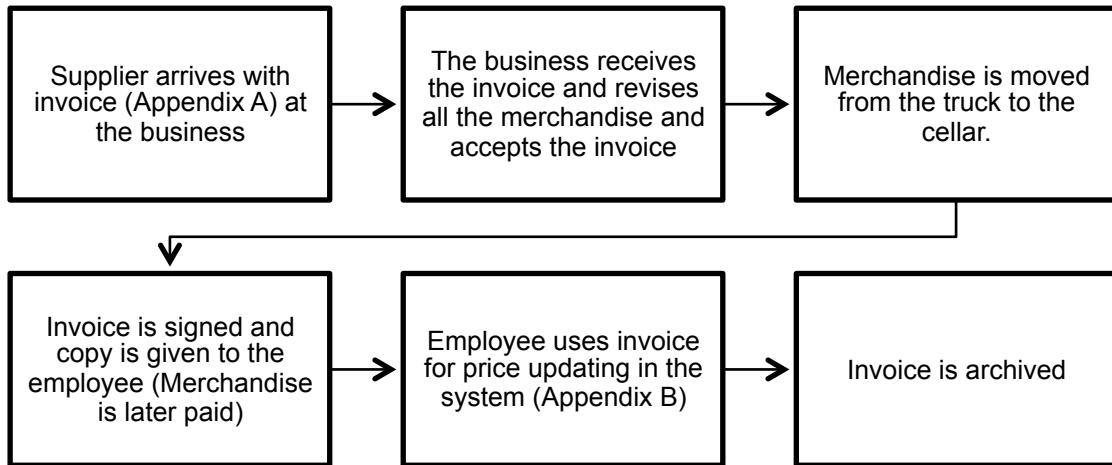 Supplier arrives with
invoice (Appendix A) at
the business
The business receives
the invoice and revises
all the merchandise and
accepts the invoice
Merchandise is moved
from the truck to the
cellar.
Invoice is signed and
copy is given to the
employee (Merchandise
is later paid)
Employee uses invoice
for price updating in the
system (Appendix B)
Invoice is archived